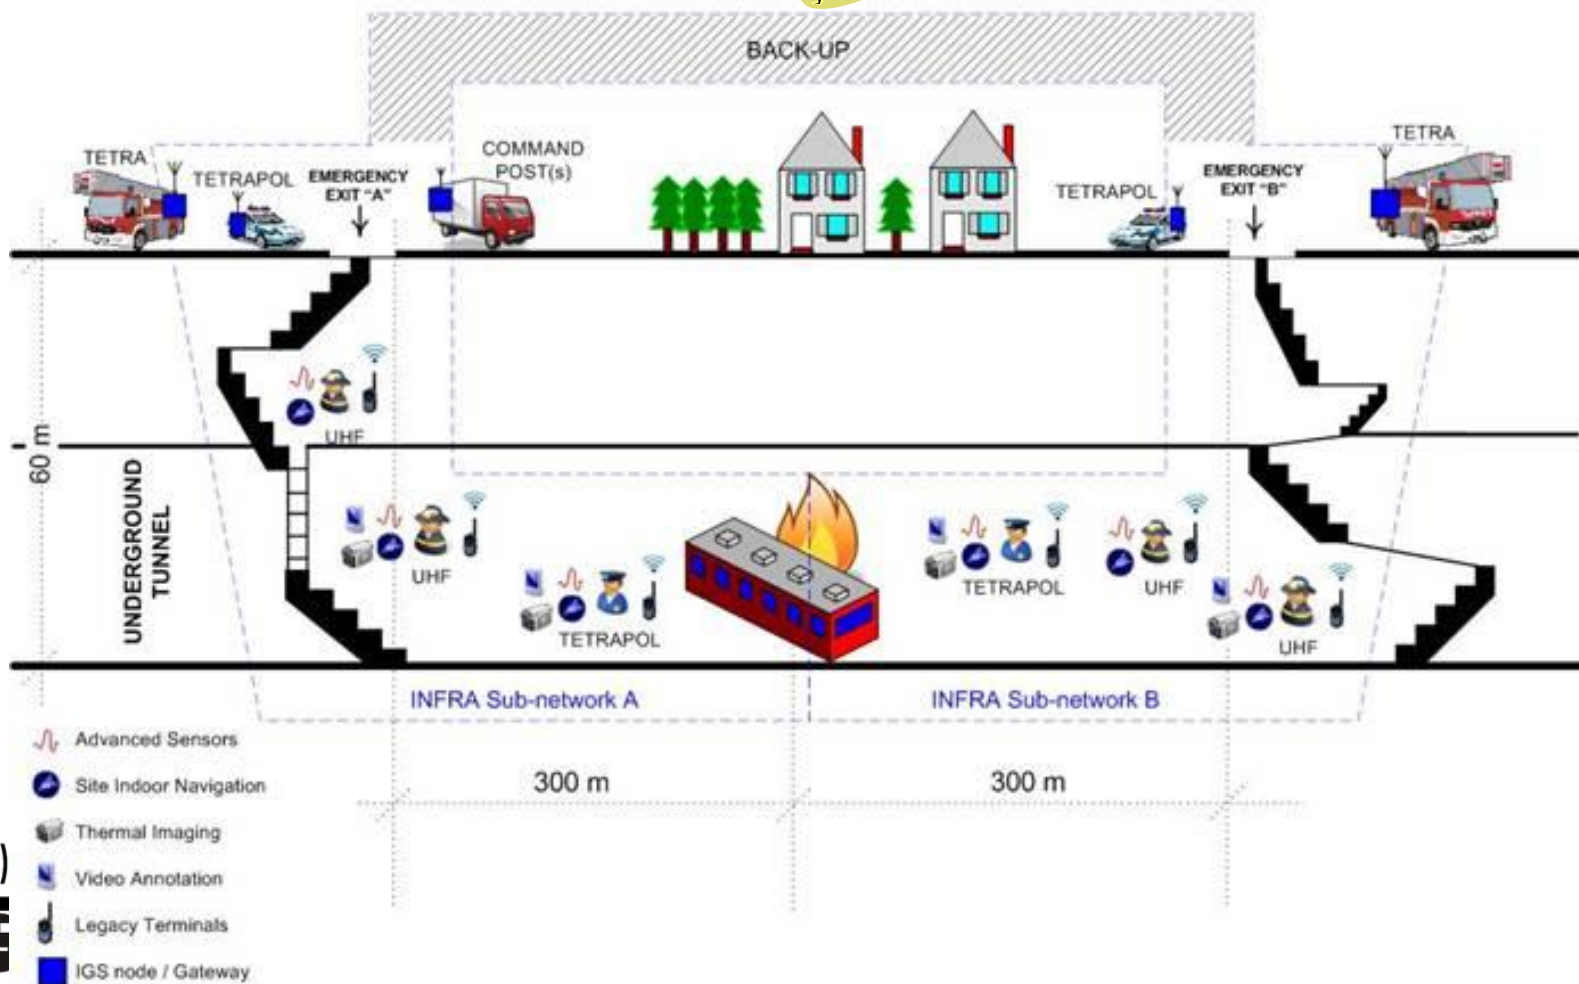 BACK-UP
TETRA
TETRAPOL
EMERGENCY
EXIT "A"
COMMAND
POST(s)
TETRAPOL
EMERGENCY
EXIT "B"
TETRA
UHF
60 m
UNDERGROUND
TUNNEL
UHF
TETRAPOL
TETRAPOL
UHF
UHF
INFRA Sub-network A
INFRA Sub-network B
300 m
300 m
Advanced Sensors
Site Indoor Navigation
Thermal Imaging
Video Annotation
Legacy Terminals
IGS node / Gateway
)